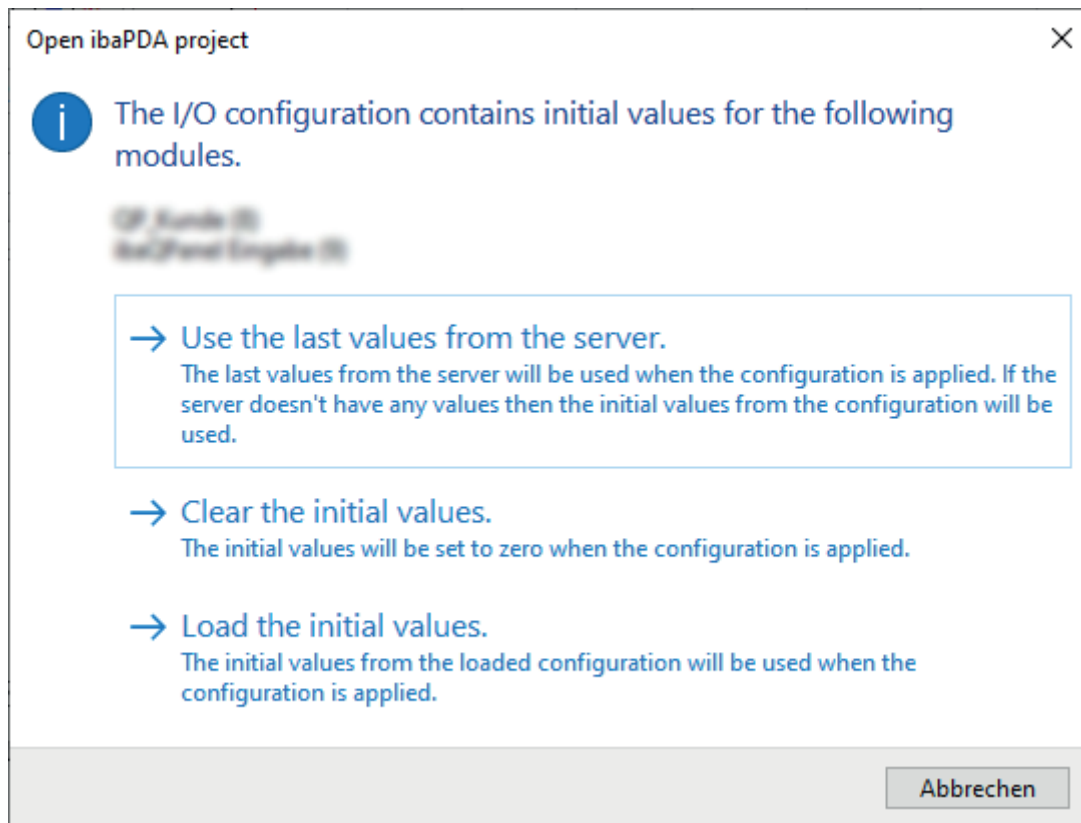 Open ibaPDA project
The I/O configuration contains initial values for the following
modules.
Use the last values from the server.
The last values from the server will be used when the configuration is applied. If the
server doesn't have any values then the initial values from the configuration will be
used.
Clear the initial values.
The initial values will be set to zero when the configuration is applied.
Load the initial values.
The initial values from the loaded configuration will be used when the
configuration is applied.
Abbrechen